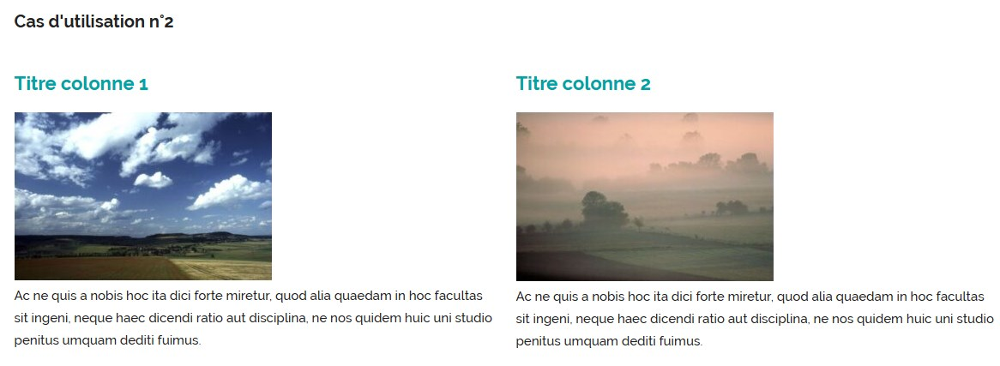 Cas d'utilisation n°2
Titre colonne 1
Ac ne quis a nobis hoc ita dici forte miretur, quod alia quaedam in hoc facultas
sit ingeni, neque haec dicendi ratio aut disciplina, ne nos quidem huic uni studio
penitus umquam dediti fuimus.
Titre colonne 2
Ac ne quis a nobis hoc ita dici forte miretur, quod alia quaedam in hoc facultas
sit ingeni, neque haec dicendi ratio aut disciplina, ne nos quidem huic uni studio
penitus umquam dediti fuimus.